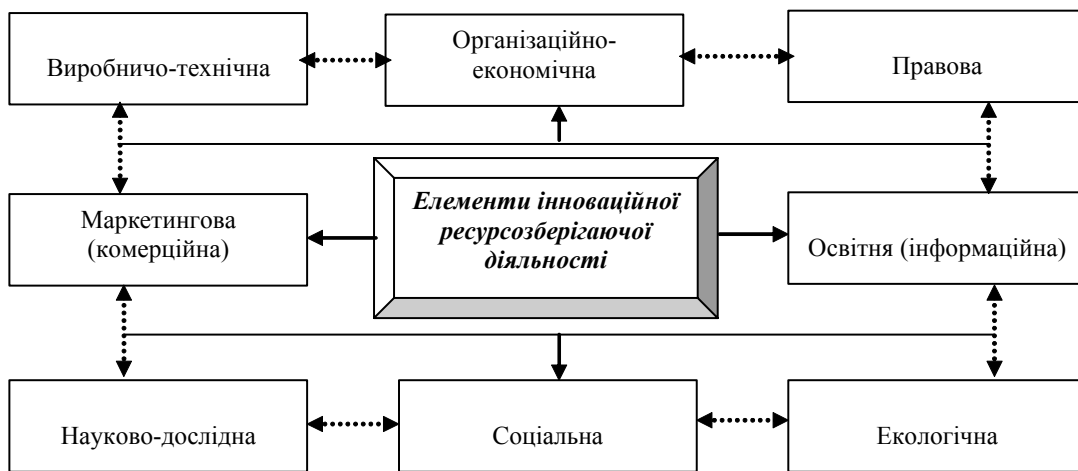 Виробничо-технічна
Організаційно-
економічна
Правова
Маркетингова
(комерційна)
Елементи інноваційної
ресурсозберігаючої
діяльності
Освітня (інформаційна)
Науково-дослідна
Соціальна
Екологічна